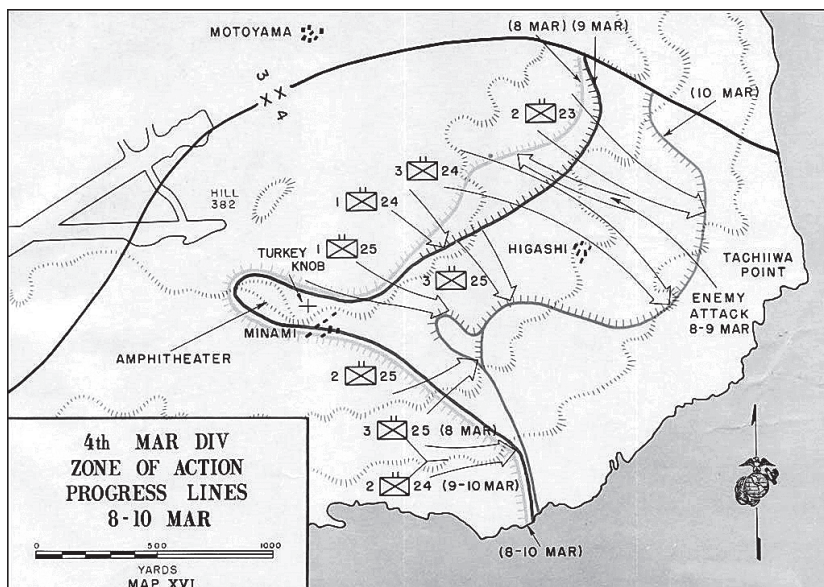 MOTOYAMA
(8 MAR) (9 MAR)
3 XX 4
(10 MAR)
2 23
3 24
HILL
382
1 24
1 25
TURKEY
KNOB
HIGASHI
TACHIIWA
POINT
3 25
ENEMY
ATTACK
8-9 MAR
MINAMI
AMPHITHEATER
2 25
3 25 (8 MAR)
2 24 (9-10 MAR)
(8-10 MAR)
4th MAR DIV
ZONE OF ACTION
PROGRESS LINES
8-10 MAR
0 500 1000
YARDS
MAP XVI